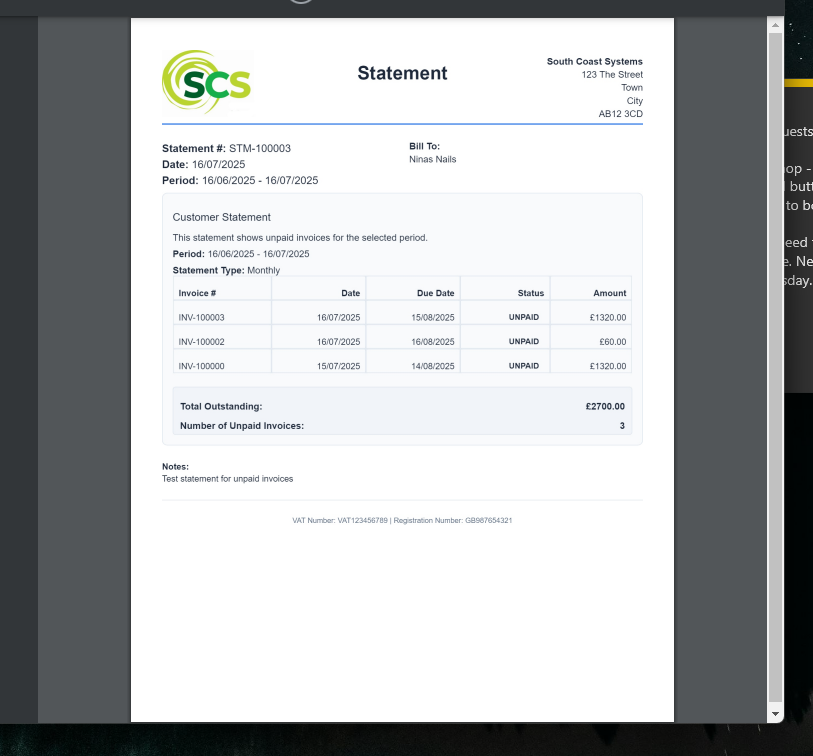 SCS
Statement
South Coast Systems
123 The Street
Town
City
AB12 3CD
Statement #: STM-100003
Date: 16/07/2025
Period: 16/06/2025 - 16/07/2025
Bill To:
Ninas Nails
Customer Statement
This statement shows unpaid invoices for the selected period.
Period: 16/06/2025 - 16/07/2025
Statement Type: Monthly
Invoice # Date Due Date Status Amount
INV-100003 16/07/2025 15/08/2025 UNPAID £1320.00
INV-100002 16/07/2025 16/08/2025 UNPAID £60.00
INV-100000 15/07/2025 14/08/2025 UNPAID £1320.00
Total Outstanding: £2700.00
Number of Unpaid Invoices: 3
Notes:
Test statement for unpaid invoices
VAT Number: VAT123456789 | Registration Number: GB987654321
uests
op -
butt
to be
eed
e. Ne
sday.